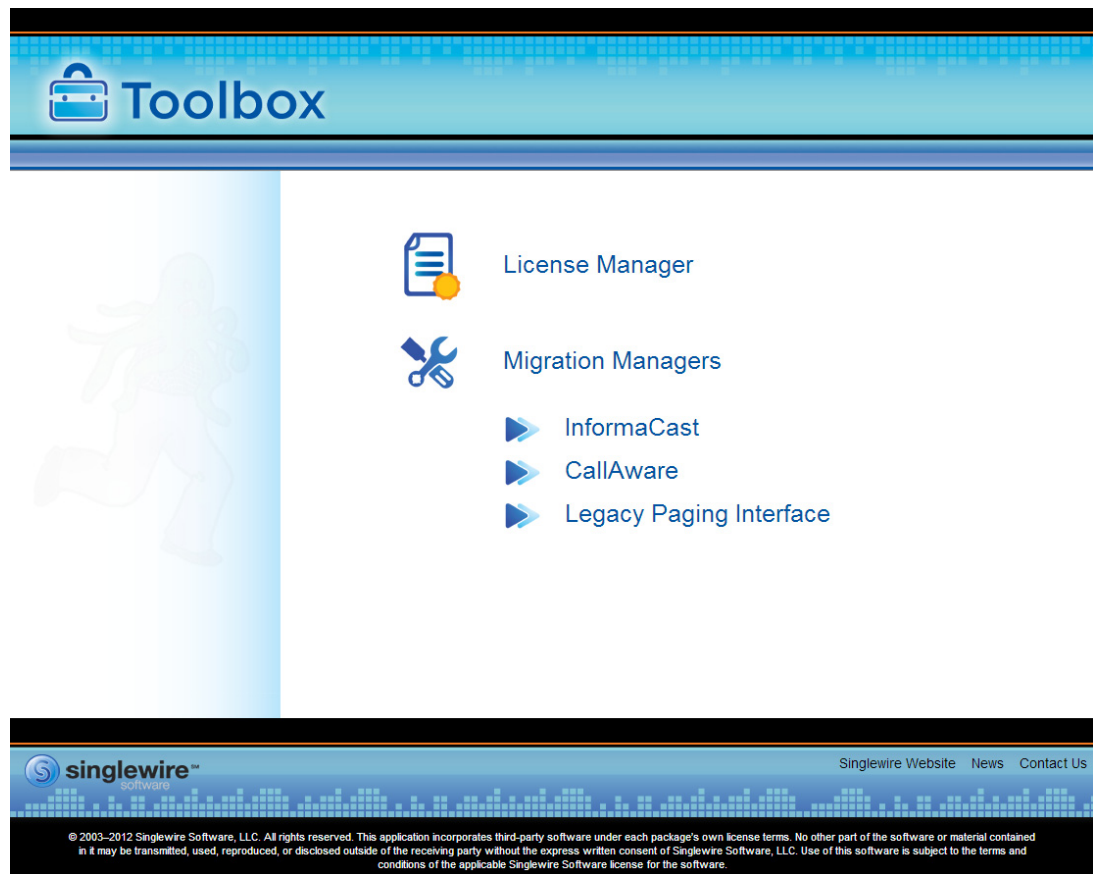 Toolbox
License Manager
Migration Managers
InformaCast
CallAware
Legacy Paging Interface
singlewire SM
software
Singlewire Website News Contact Us
© 2003–2012 Singlewire Software, LLC. All rights reserved. This application incorporates third-party software under each package's own license terms. No other part of the software or material contained
in it may be transmitted, used, reproduced, or disclosed outside of the receiving party without the express written consent of Singlewire Software, LLC. Use of this software is subject to the terms and
conditions of the applicable Singlewire Software license for the software.